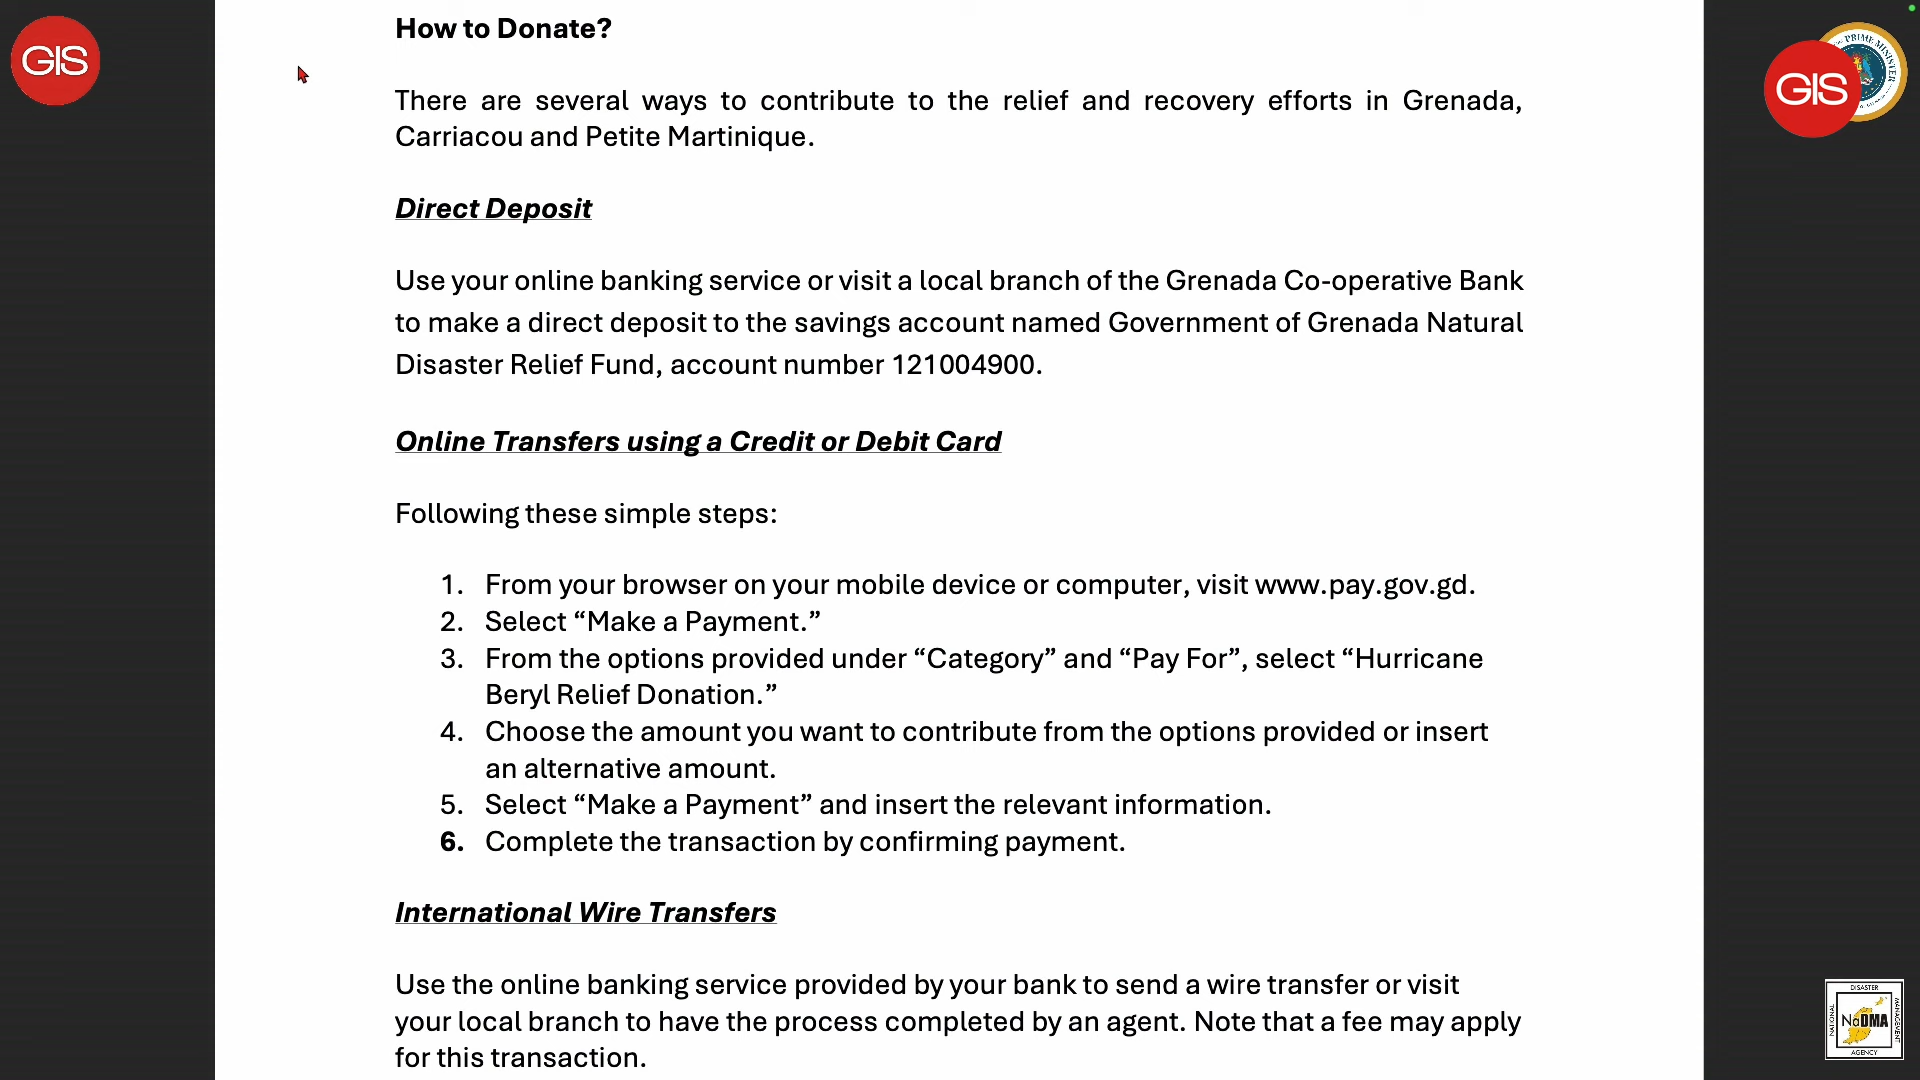 GIS
How to Donate?
PRIME MINISTER
GIS
There are several ways to contribute to the relief and recovery efforts in Grenada,
Carriacou and Petite Martinique.
Direct Deposit
Use your online banking service or visit a local branch of the Grenada Co-operative Bank
to make a direct deposit to the savings account named Government of Grenada Natural
Disaster Relief Fund, account number 121004900.
Online Transfers using a Credit or Debit Card
Following these simple steps:
1. From your browser on your mobile device or computer, visit www.pay.gov.gd.
2. Select “Make a Payment.”
3. From the options provided under “Category” and “Pay For”, select “Hurricane
Beryl Relief Donation.”
4. Choose the amount you want to contribute from the options provided or insert
an alternative amount.
5. Select “Make a Payment” and insert the relevant information.
6. Complete the transaction by confirming payment.
International Wire Transfers
Use the online banking service provided by your bank to send a wire transfer or visit
your local branch to have the process completed by an agent. Note that a fee may apply
for this transaction.
NATIONAL
DISASTER
MANAGEMENT
AGENCY
NaDMA